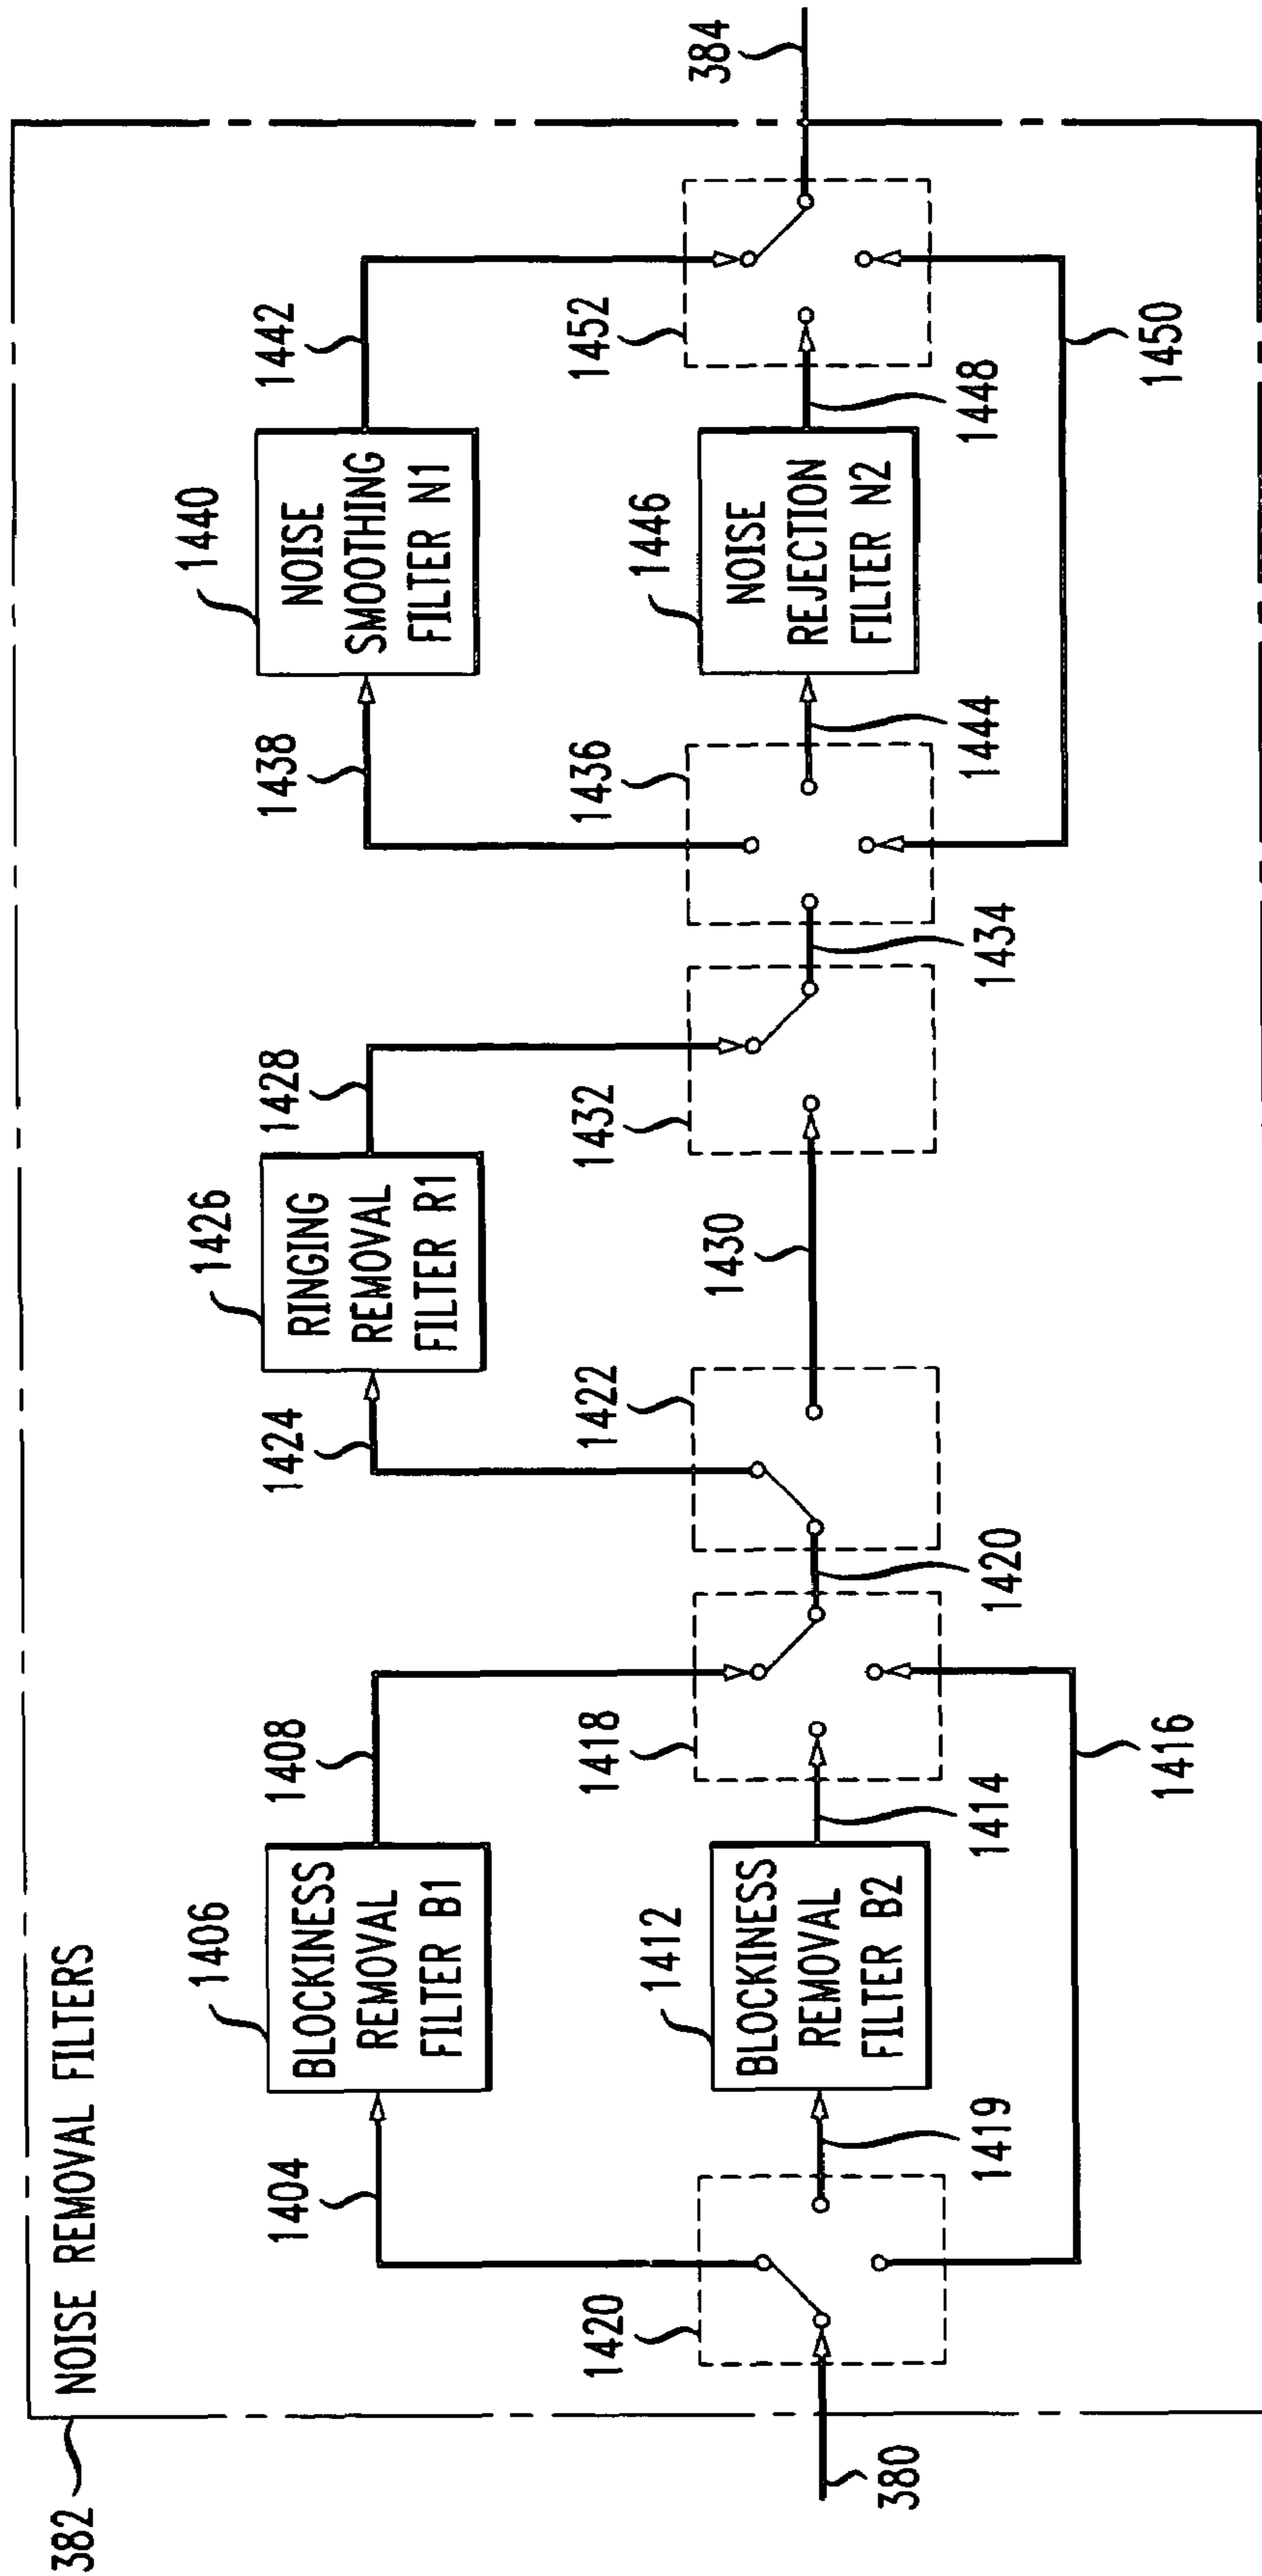 382
NOISE REMOVAL FILTERS
380
1420
1404
1406
BLOCKINESS
REMOVAL
FILTER B1
1408
1419
1412
BLOCKINESS
REMOVAL
FILTER B2
1414
1416
1418
1420
1422
1424
1426
RINGING
REMOVAL
FILTER R1
1428
1430
1432
1434
1436
1438
1440
NOISE
SMOOTHING
FILTER N1
1442
1444
1446
NOISE
REJECTION
FILTER N2
1448
1450
1452
384